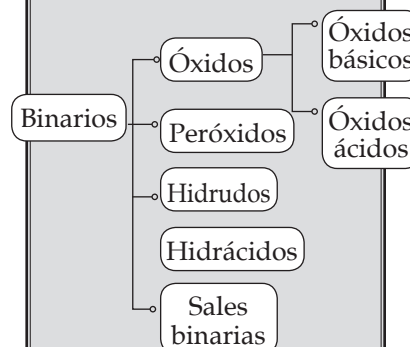 Binarios
Óxidos
Óxidos
básicos
Óxidos
ácidos
Peróxidos
Hidrudos
Hidrácidos
Sales
binarias